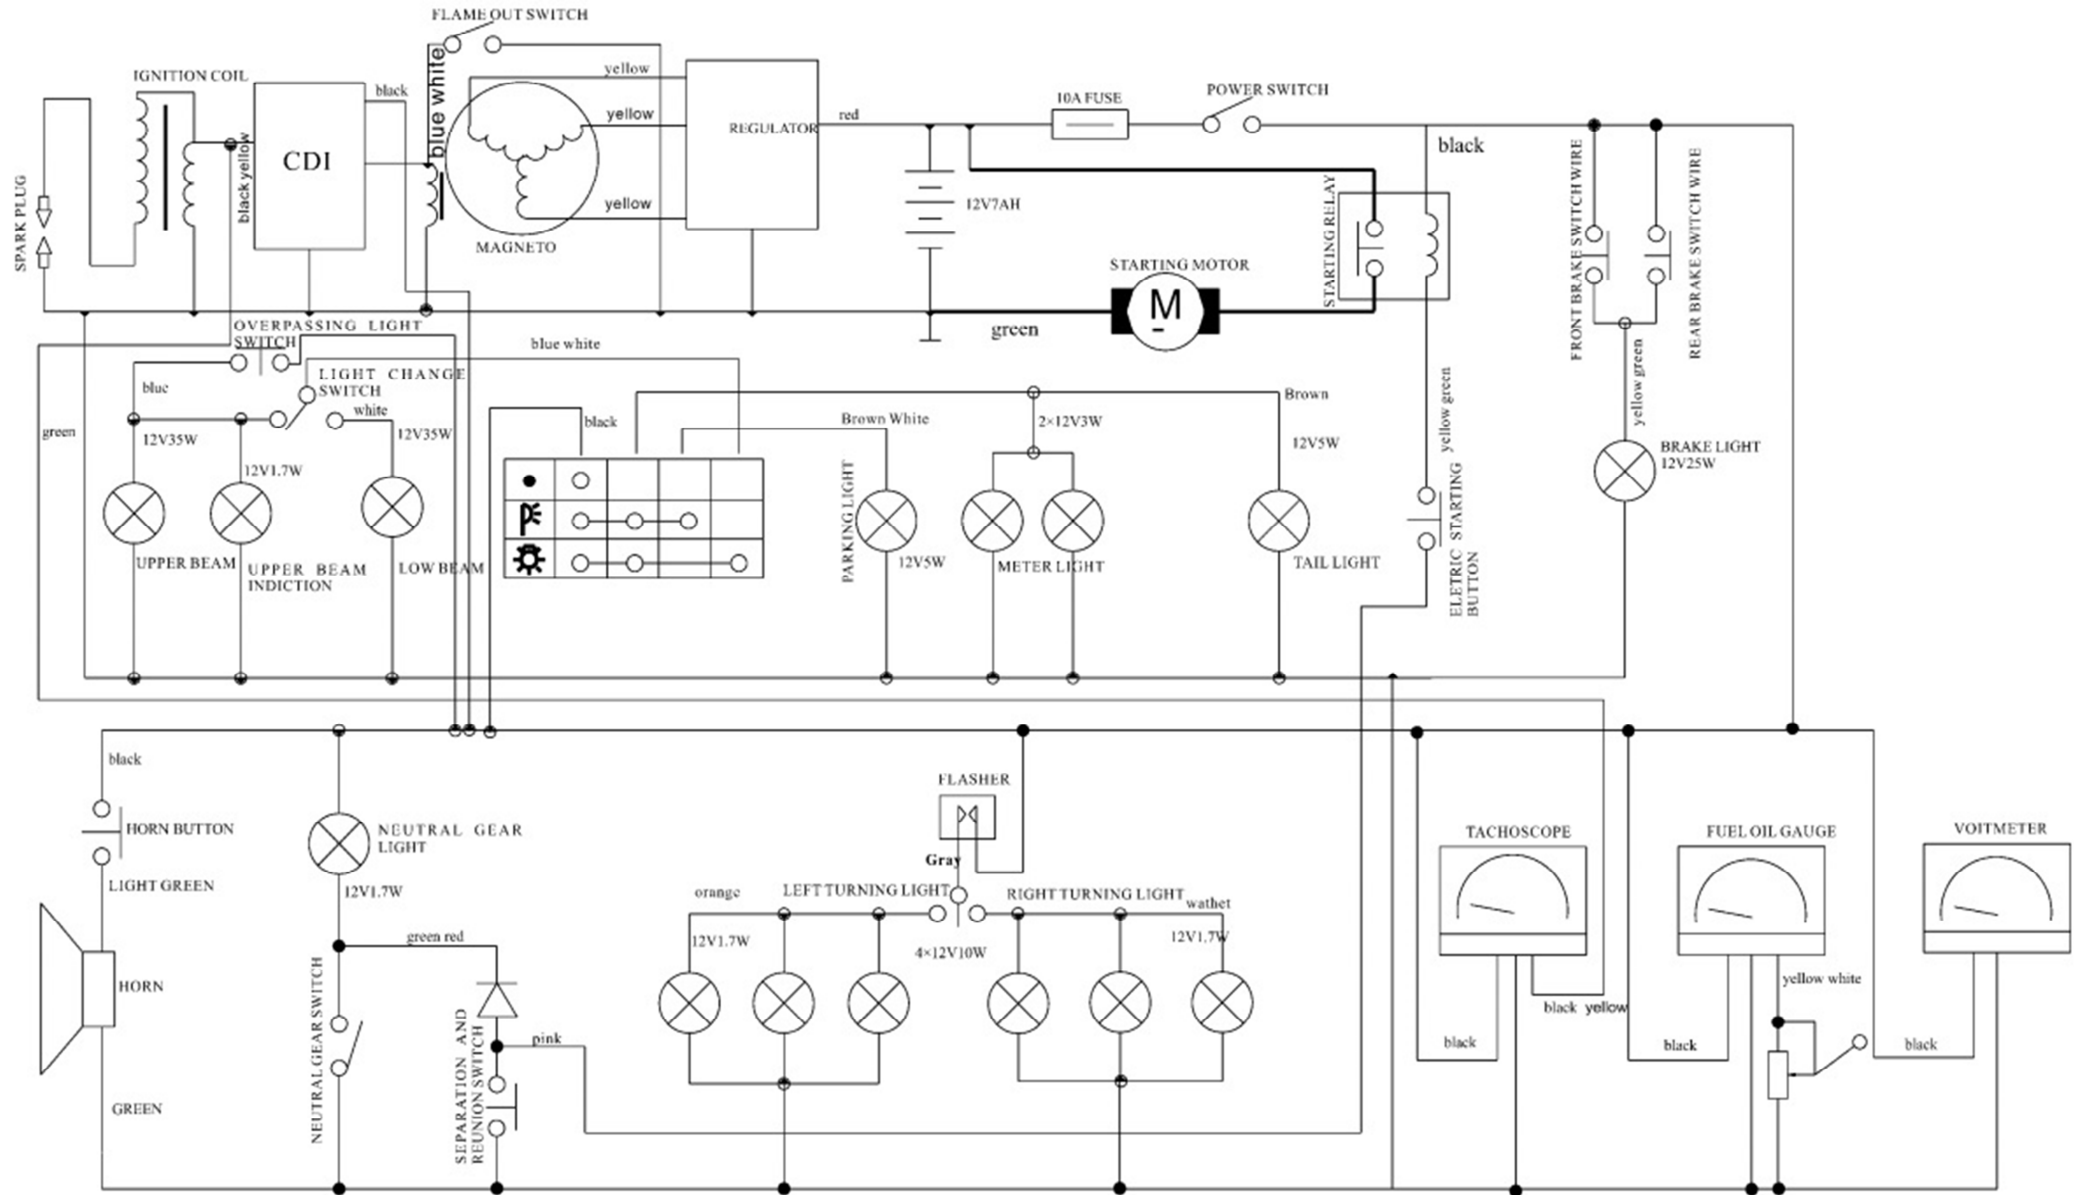 FLAME OUT SWITCH
IGNITION COIL
black
blue white
yellow
yellow
yellow
REGULATOR
red
10A FUSE
POWER SWITCH
black
CDI
black yellow
SPARK PLUG
MAGNETO
12V7AH
STARTING RELAY
STARTING MOTOR
M
green
FRONT BRAKE SWITCH WIRE
REAR BRAKE SWITCH WIRE
OVERPASSING LIGHT
SWITCH
blue white
LIGHT CHANGE
SWITCH
blue
white
green
12V35W
12V1.7W
12V35W
black
Brown White
2×12V3W
Brown
12V5W
yellow green
yellow green
BRAKE LIGHT
12V25W
UPPER BEAM
UPPER BEAM
INDICTION
LOW BEAM
PARKING LIGHT
12V5W
METER LIGHT
TAIL LIGHT
ELETRIC STARTING
BUTTON
black
HORN BUTTON
LIGHT GREEN
NEUTRAL GEAR
LIGHT
12V1.7W
FLASHER
Gray
TACHOSCOPE
FUEL OIL GAUGE
VOITMETER
orange
LEFT TURNING LIGHT
RIGHT TURNING LIGHT
wathet
12V1.7W
4×12V10W
12V1.7W
green red
HORN
NEUTRAL GEAR SWITCH
SEPARATION AND
REUNION SWITCH
pink
GREEN
black
black yellow
black
yellow white
black